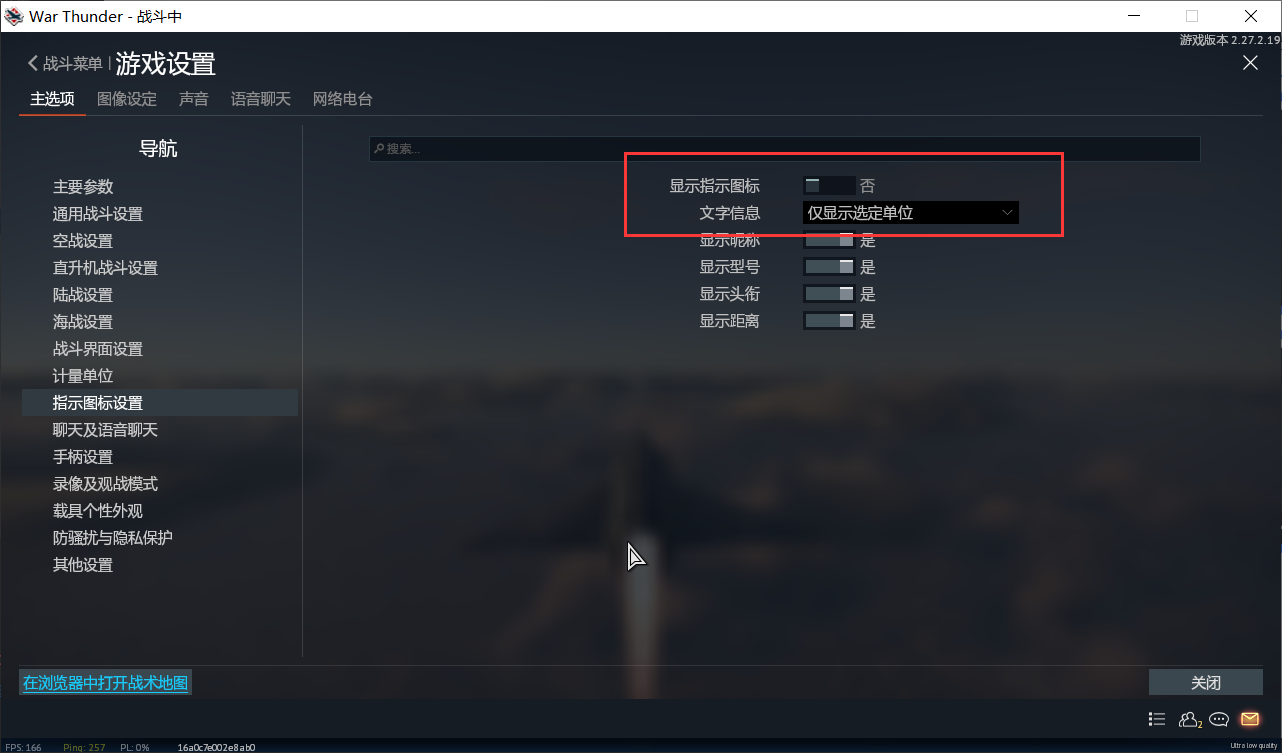 War Thunder - 战斗中
游戏版本 2.27.2.19
战斗菜单 | 游戏设置
主选项 图像设定 声音 语音聊天 网络电台
导航
搜索...
主要参数
通用战斗设置
空战设置
直升机战斗设置
陆战设置
海战设置
战斗界面设置
计量单位
指示图标设置
聊天及语音聊天
手柄设置
录像及观战模式
载具个性外观
防骚扰与隐私保护
其他设置
显示指示图标 否
文字信息 仅显示选定单位
显示昵称 是
显示型号 是
显示头衔 是
显示距离 是
在浏览器中打开战术地图
关闭
2
FPS: 166 Ping: 257 PL: 0% 16a0c7e002e8ab0
Ultra low quality